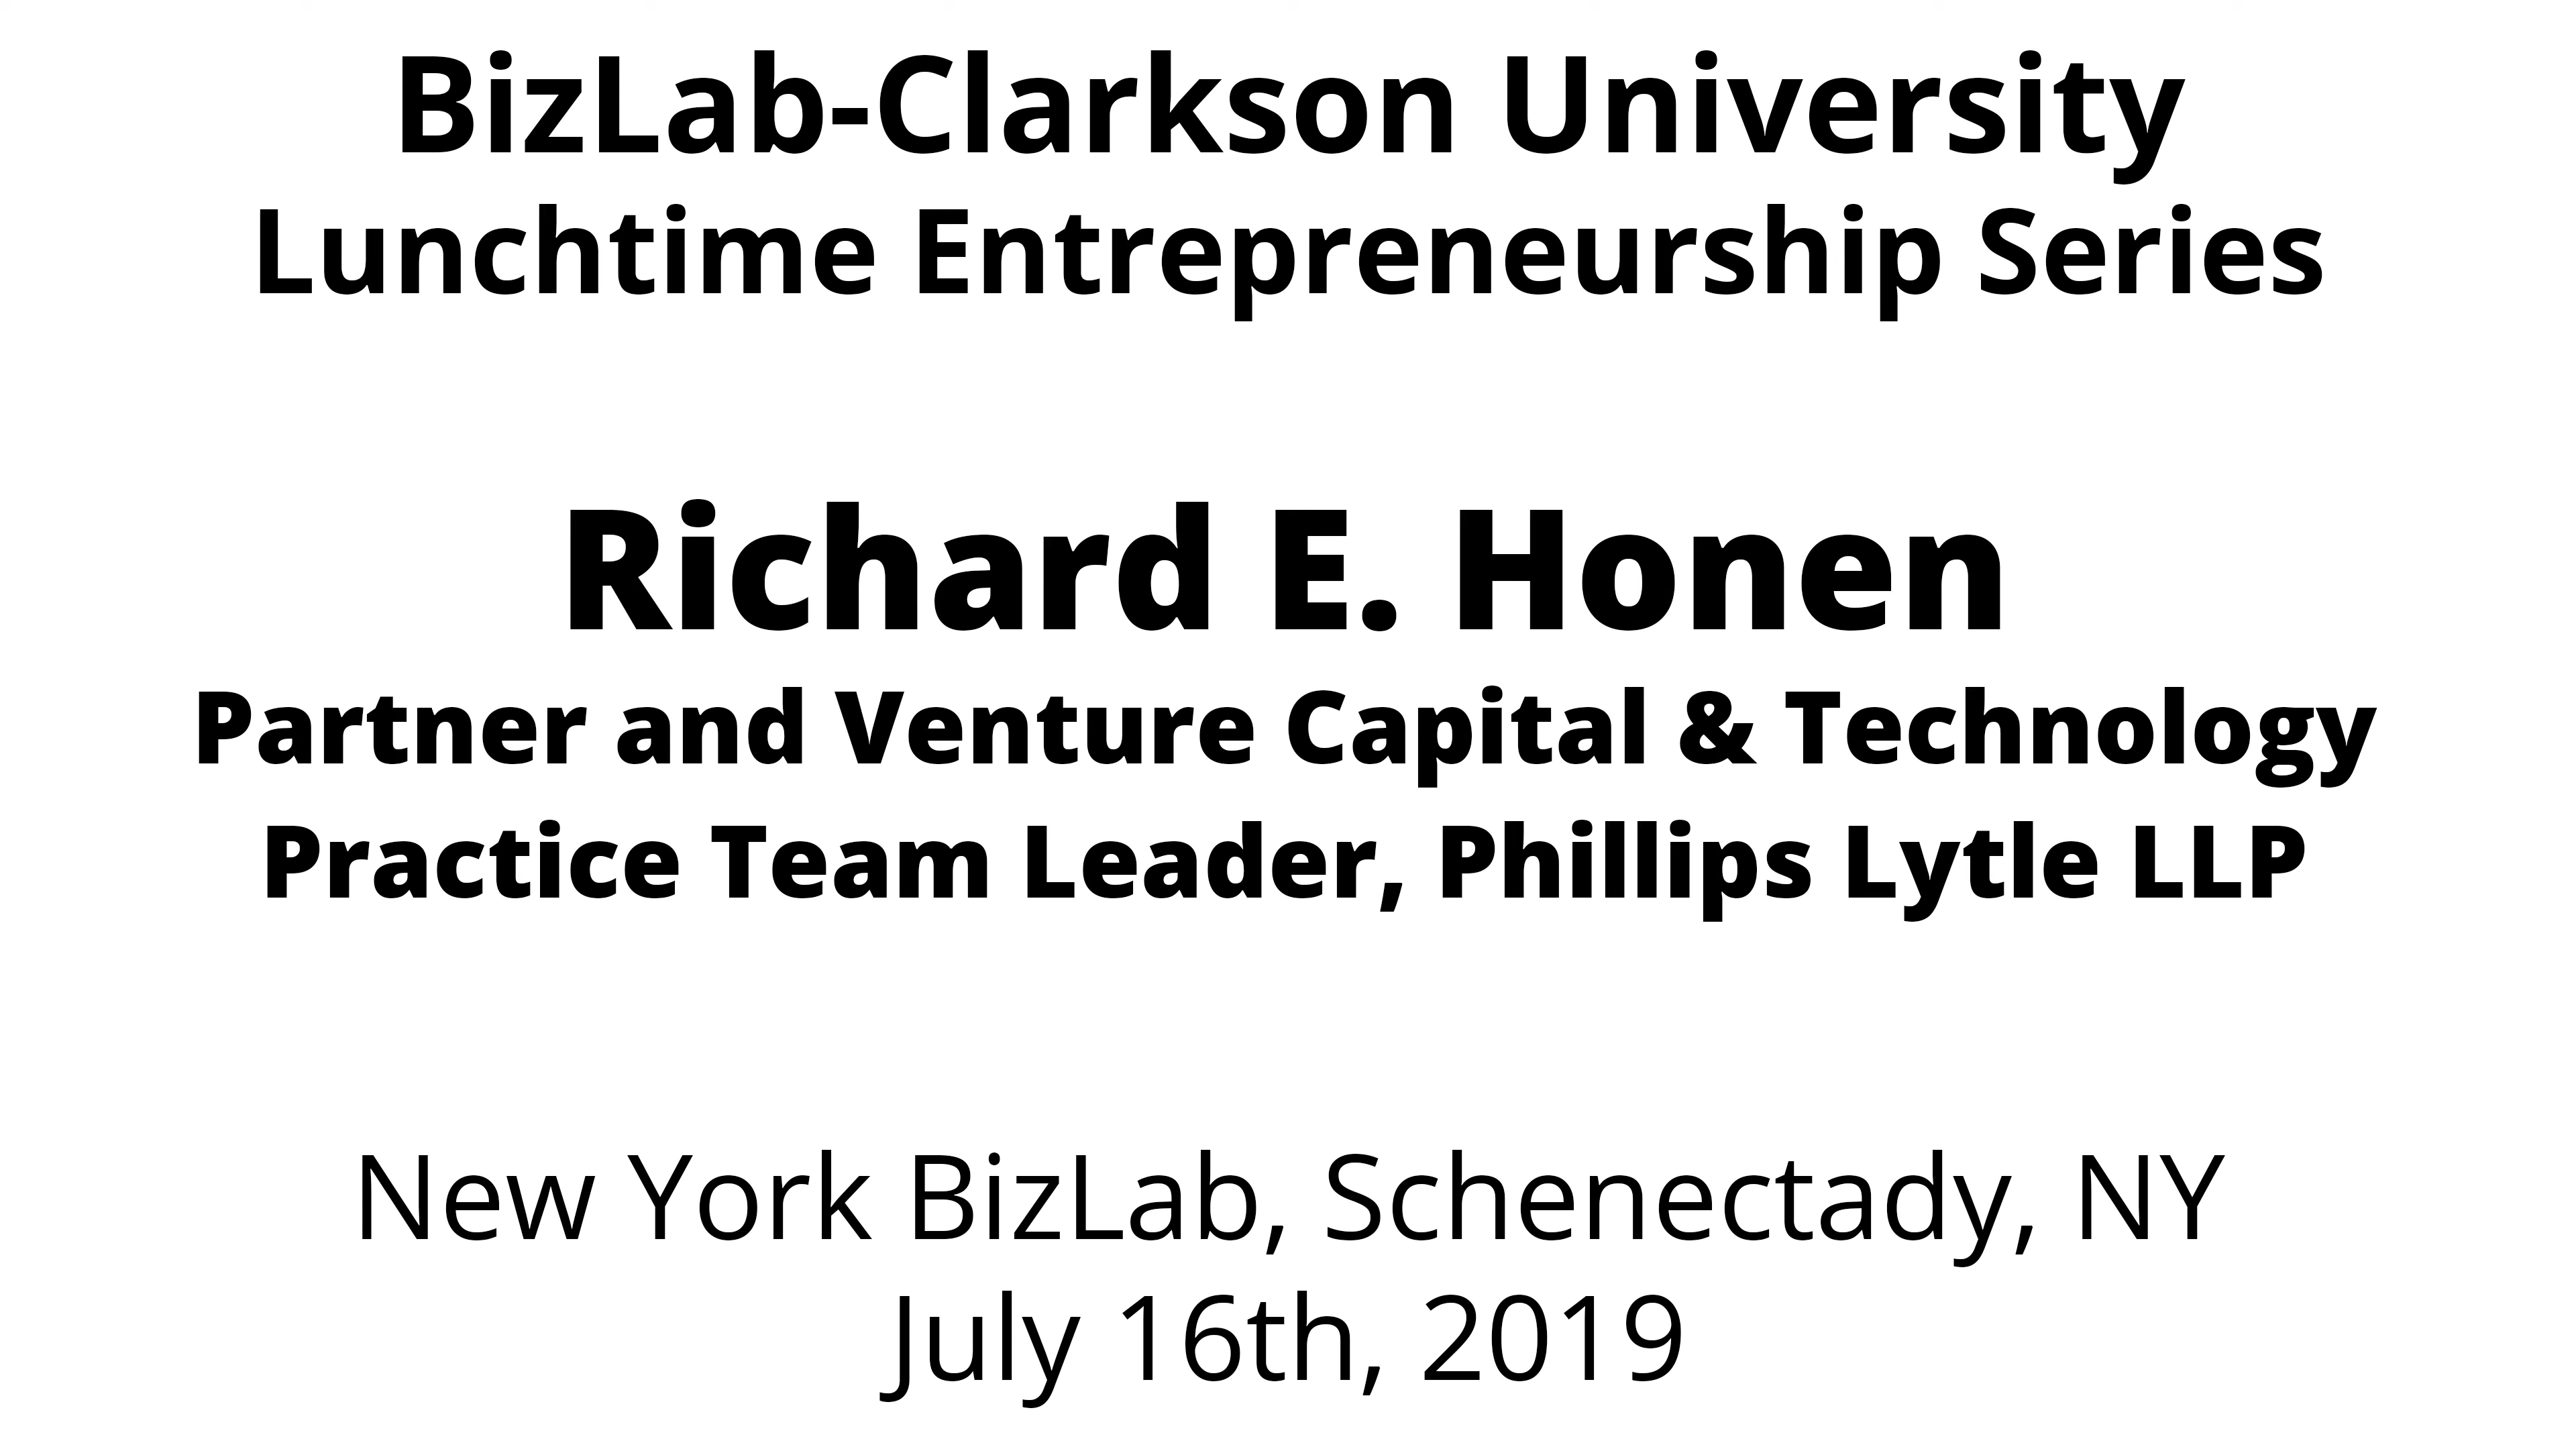 BizLab-Clarkson University
Lunchtime Entrepreneurship Series
Richard E. Honen
Partner and Venture Capital & Technology
Practice Team Leader, Phillips Lytle LLP
New York BizLab, Schenectady, NY
July 16th, 2019